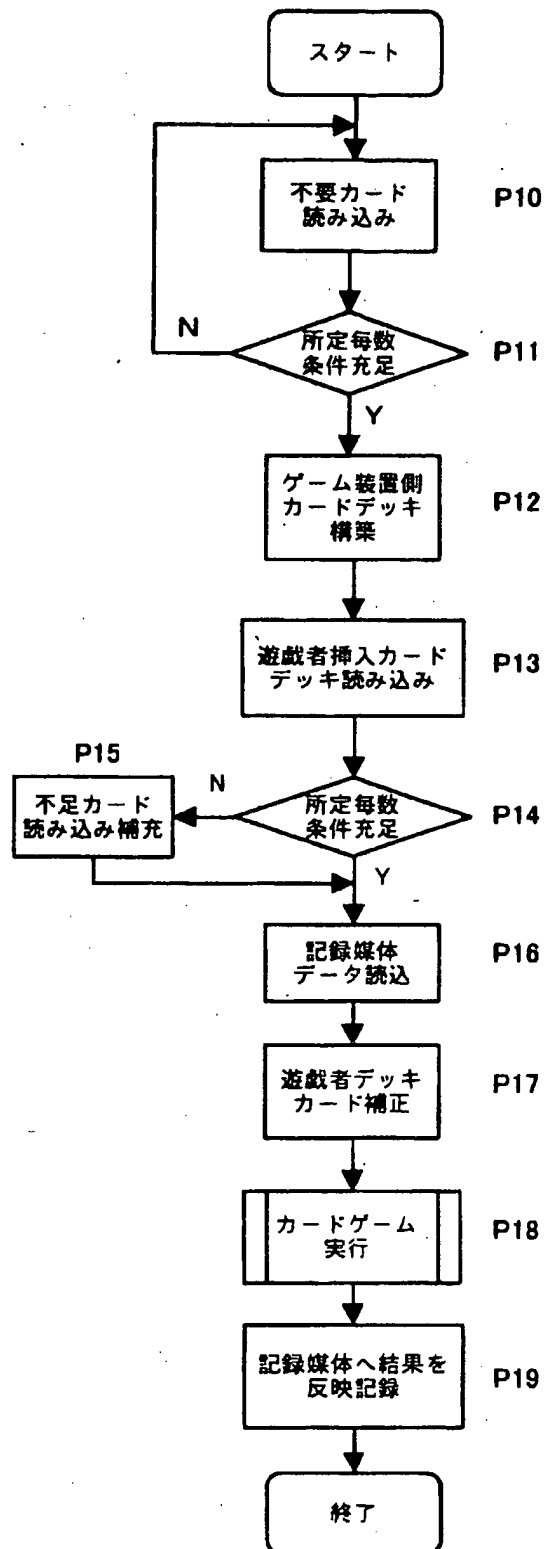 スタート
不要カード
読み込み
P10
N
所定毎数
条件充足
P11
Y
ゲーム装置側
カードデッキ
構築
P12
遊戯者挿入カード
デッキ読み込み
P13
P15
不足カード
読み込み補充
N
所定毎数
条件充足
P14
Y
記録媒体
データ読込
P16
遊戯者デッキ
カード補正
P17
カードゲーム
実行
P18
記録媒体へ結果を
反映記録
P19
終了